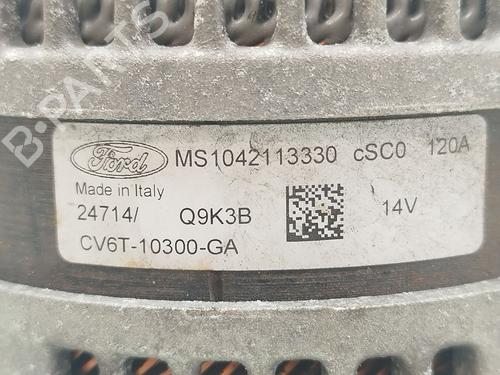 B-PARTS
Ford MS1042113330 cSC0 120A
Made in Italy
24714/ Q9K3B 14V
CV6T-10300-GA